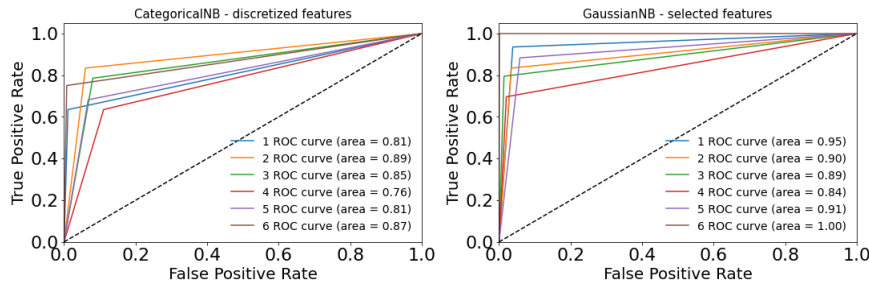 CategoricalNB - discretized features
1.0
0.8
0.6
0.4
0.2
0.0
True Positive Rate
1 ROC curve (area = 0.81)
2 ROC curve (area = 0.89)
3 ROC curve (area = 0.85)
4 ROC curve (area = 0.76)
5 ROC curve (area = 0.81)
6 ROC curve (area = 0.87)
0.0 0.2 0.4 0.6 0.8 1.0
False Positive Rate
GaussianNB - selected features
1.0
0.8
0.6
0.4
0.2
0.0
True Positive Rate
1 ROC curve (area = 0.95)
2 ROC curve (area = 0.90)
3 ROC curve (area = 0.89)
4 ROC curve (area = 0.84)
5 ROC curve (area = 0.91)
6 ROC curve (area = 1.00)
0.0 0.2 0.4 0.6 0.8 1.0
False Positive Rate